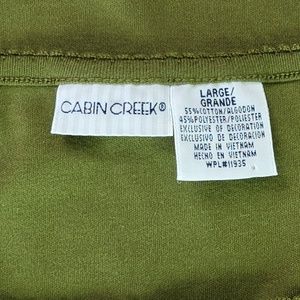 CABIN CREEK®
LARGE/
GRANDE
55% COTTON/ALGODON
45% POLYESTER/POLIESTER
EXCLUSIVE OF DECORATION
EXCLUSIVO DE DECORACION
MADE IN VIETNAM
HECHO EN VIETNAM
WPL#11935